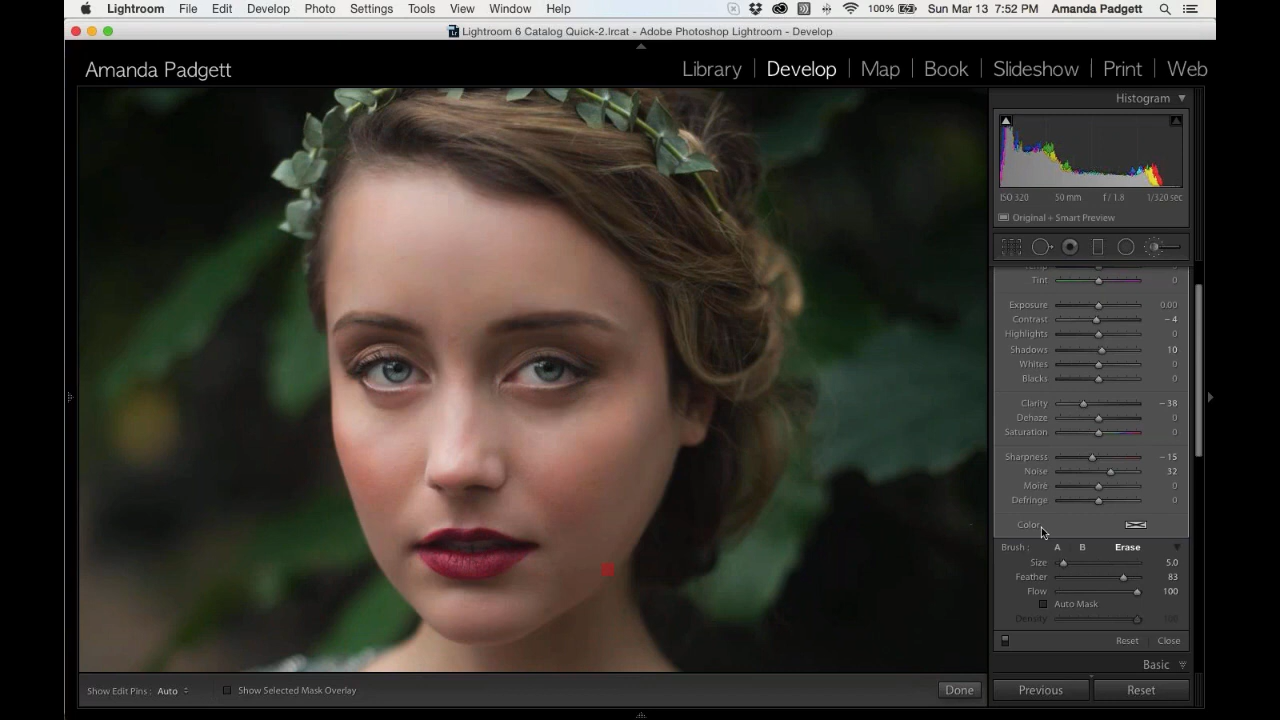 Lightroom File Edit Develop Photo Settings Tools View Window Help 100% Sun Mar 13 7:52 PM Amanda Padgett
Lightroom 6 Catalog Quick-2.lrcat - Adobe Photoshop Lightroom - Develop
Amanda Padgett Library Develop Map Book Slideshow Print Web
Histogram
ISO 320 50 mm f / 1.8 1/320 sec
Original + Smart Preview
Tint 0
Exposure 0.00
Contrast - 4
Highlights 0
Shadows 10
Whites 0
Blacks 0
Clarity - 38
Dehaze 0
Saturation 0
Sharpness - 15
Noise 32
Moiré 0
Defringe 0
Color
Brush : A B Erase
Size 5.0
Feather 83
Flow 100
Auto Mask
Density 100
Reset Close
Basic
Show Edit Pins : Auto Show Selected Mask Overlay Done Previous Reset